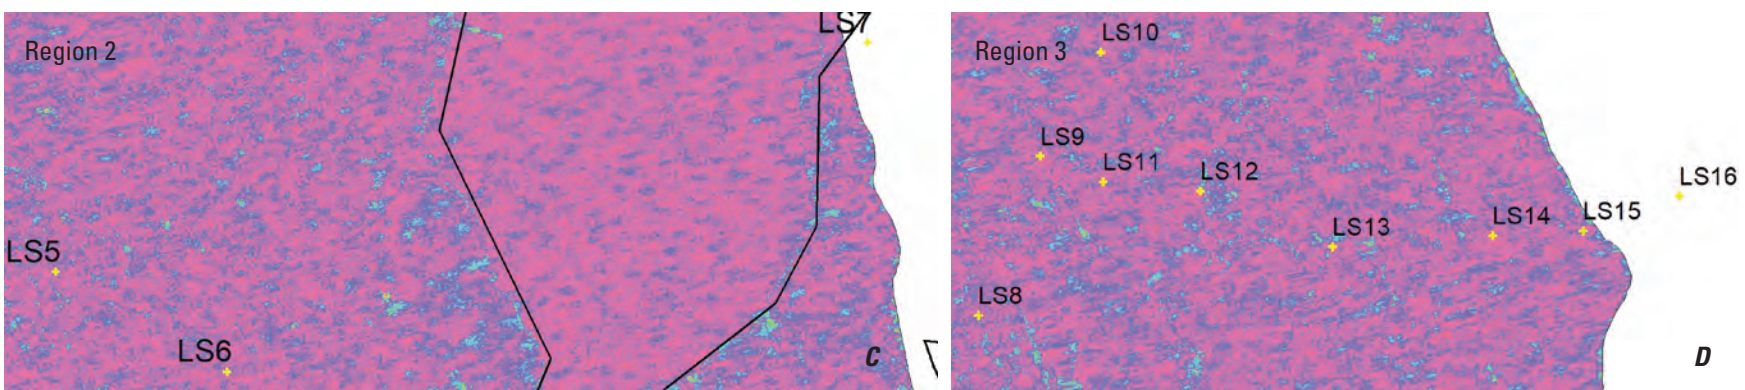 LS7
Region 2
LS5
LS6
C
LS10
Region 3
LS9
LS11
LS12
LS16
LS15
LS14
LS13
LS8
D